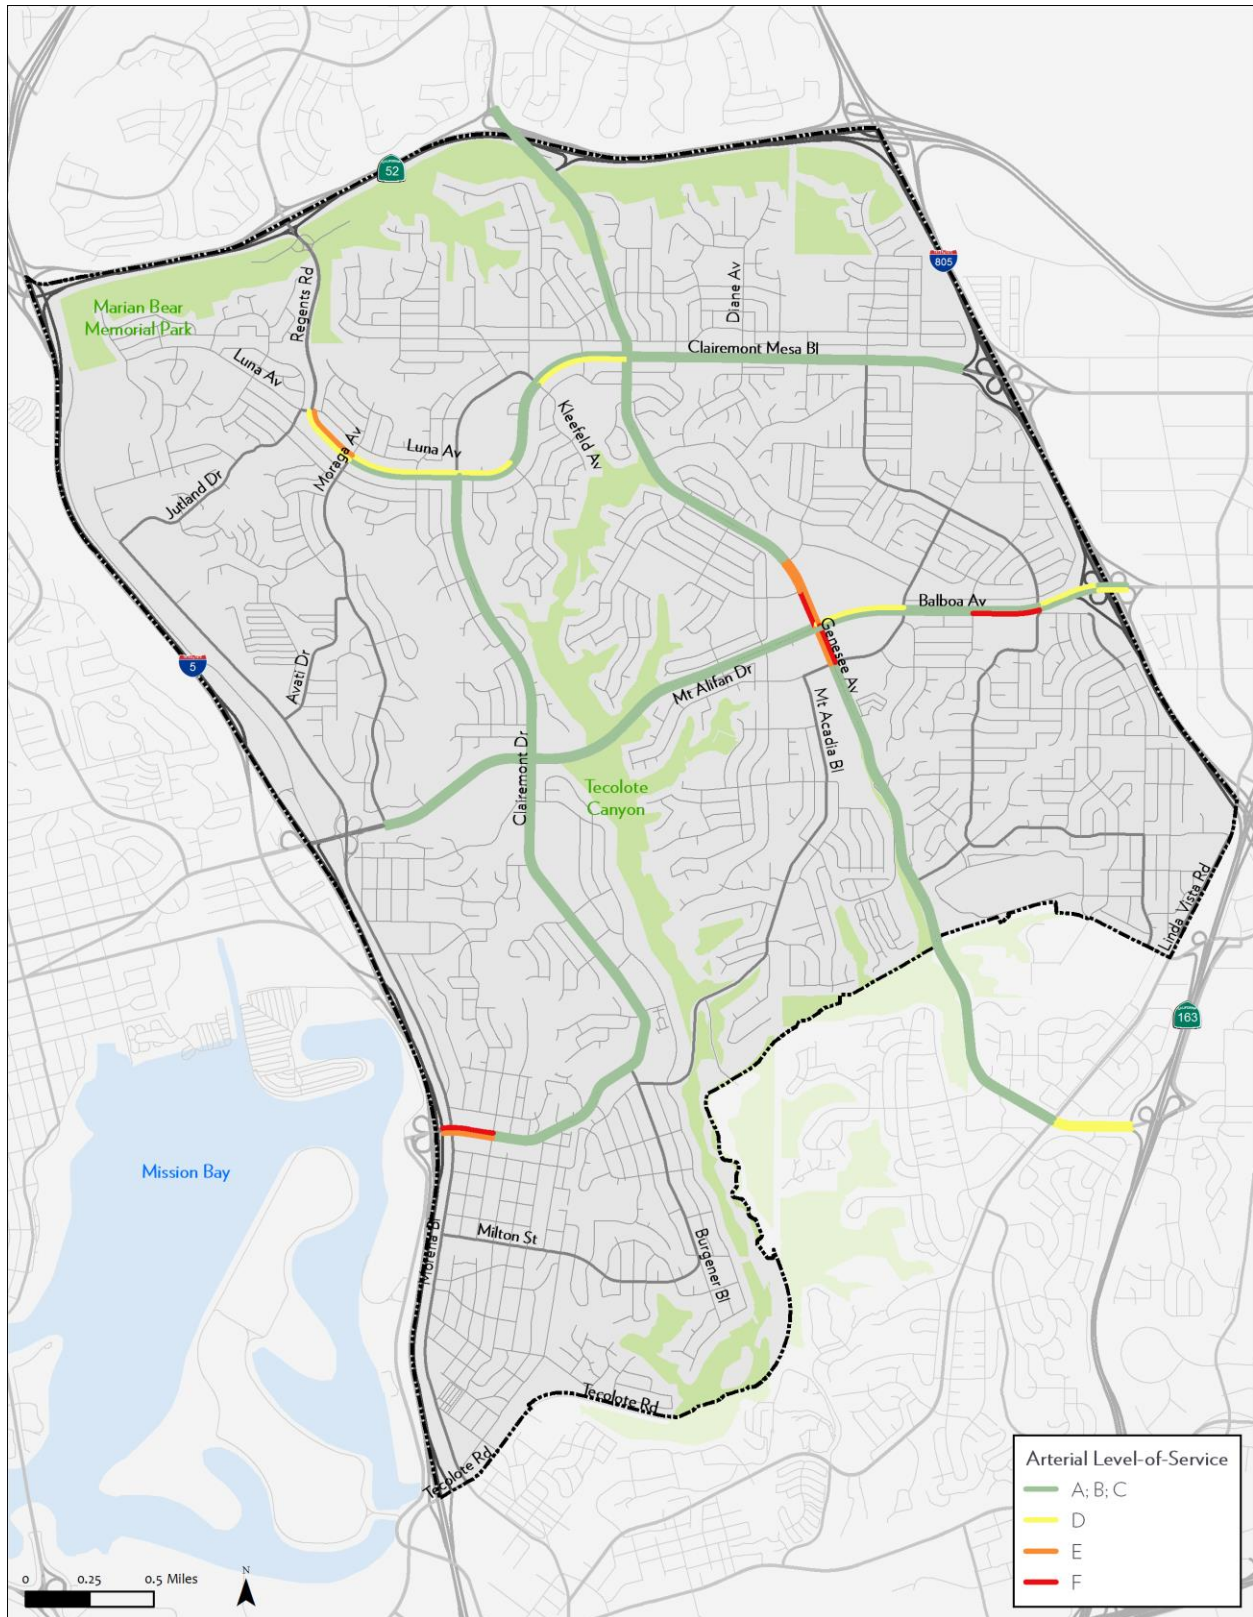 52
805
Marian Bear
Memorial Park
Regents Rd
Diane Av
Luna Av
Clairemont Mesa Bl
Kleefeld Av
Luna Av
Moraga Av
Jutland Dr
Balboa Av
Genesee Av
5
Avati Dr
Mt Alifan Dr
Mt Acadia Bl
Clairemont Dr
Tecolote
Canyon
Linda Vista Rd
163
Mission Bay
Milton St
Morena Bl
Burgener Bl
Tecolote Rd
Tecolote Rd
Arterial Level-of-Service
A; B; C
D
E
F
0 0.25 0.5 Miles
N